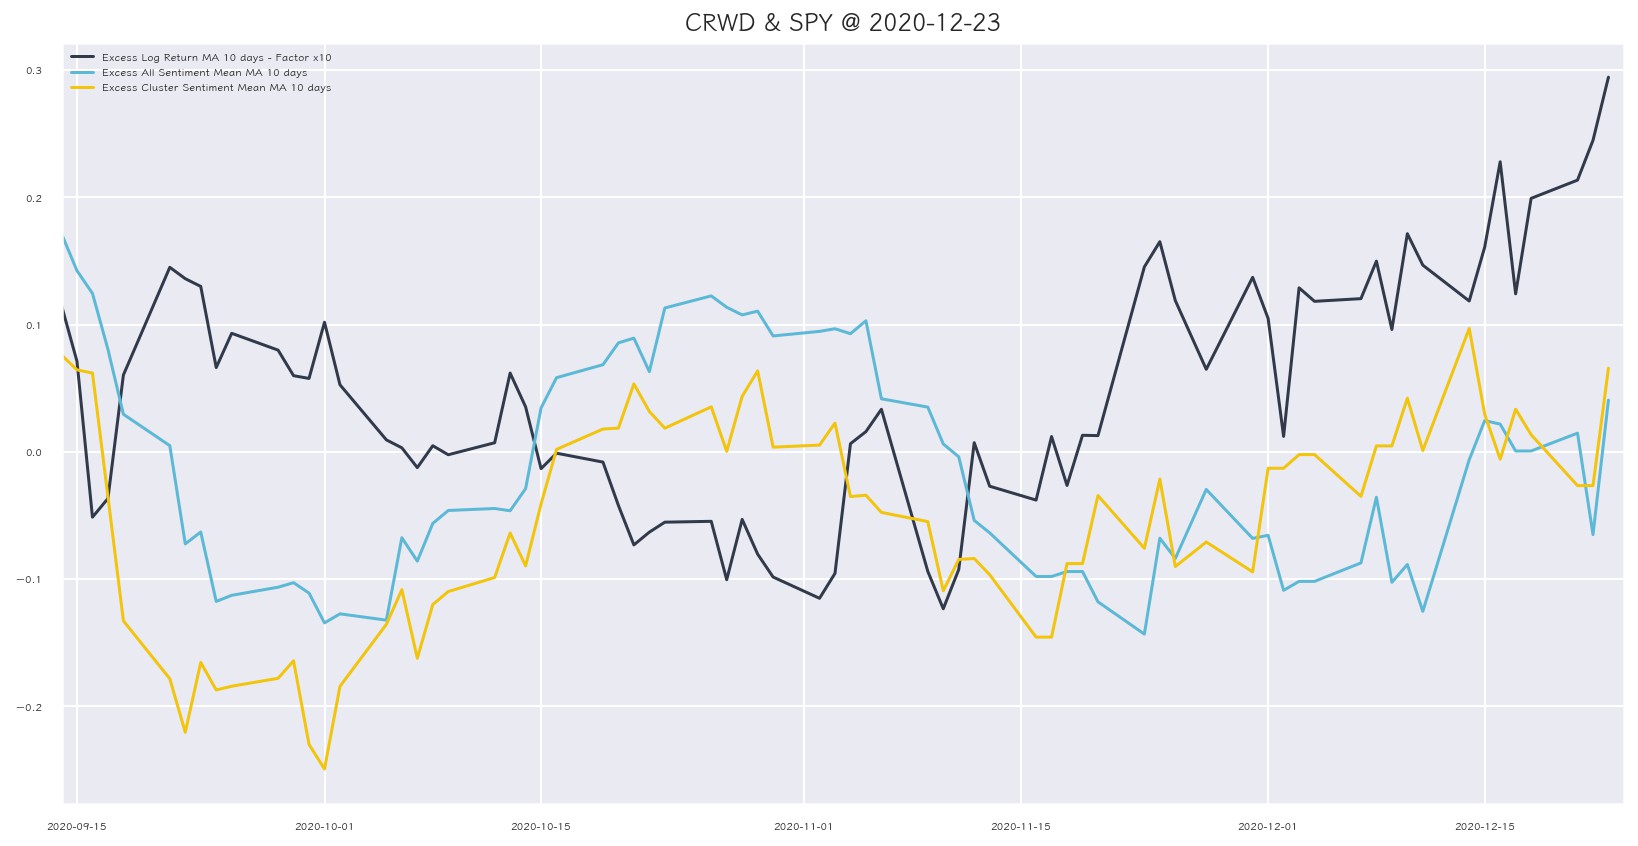 CRWD & SPY @ 2020-12-23
Excess Log Return MA 10 days - Factor x10
Excess All Sentiment Mean MA 10 days
Excess Cluster Sentiment Mean MA 10 days
0.3
0.2
0.1
0.0
−0.1
−0.2
2020-09-15 2020-10-01 2020-10-15 2020-11-01 2020-11-15 2020-12-01 2020-12-15